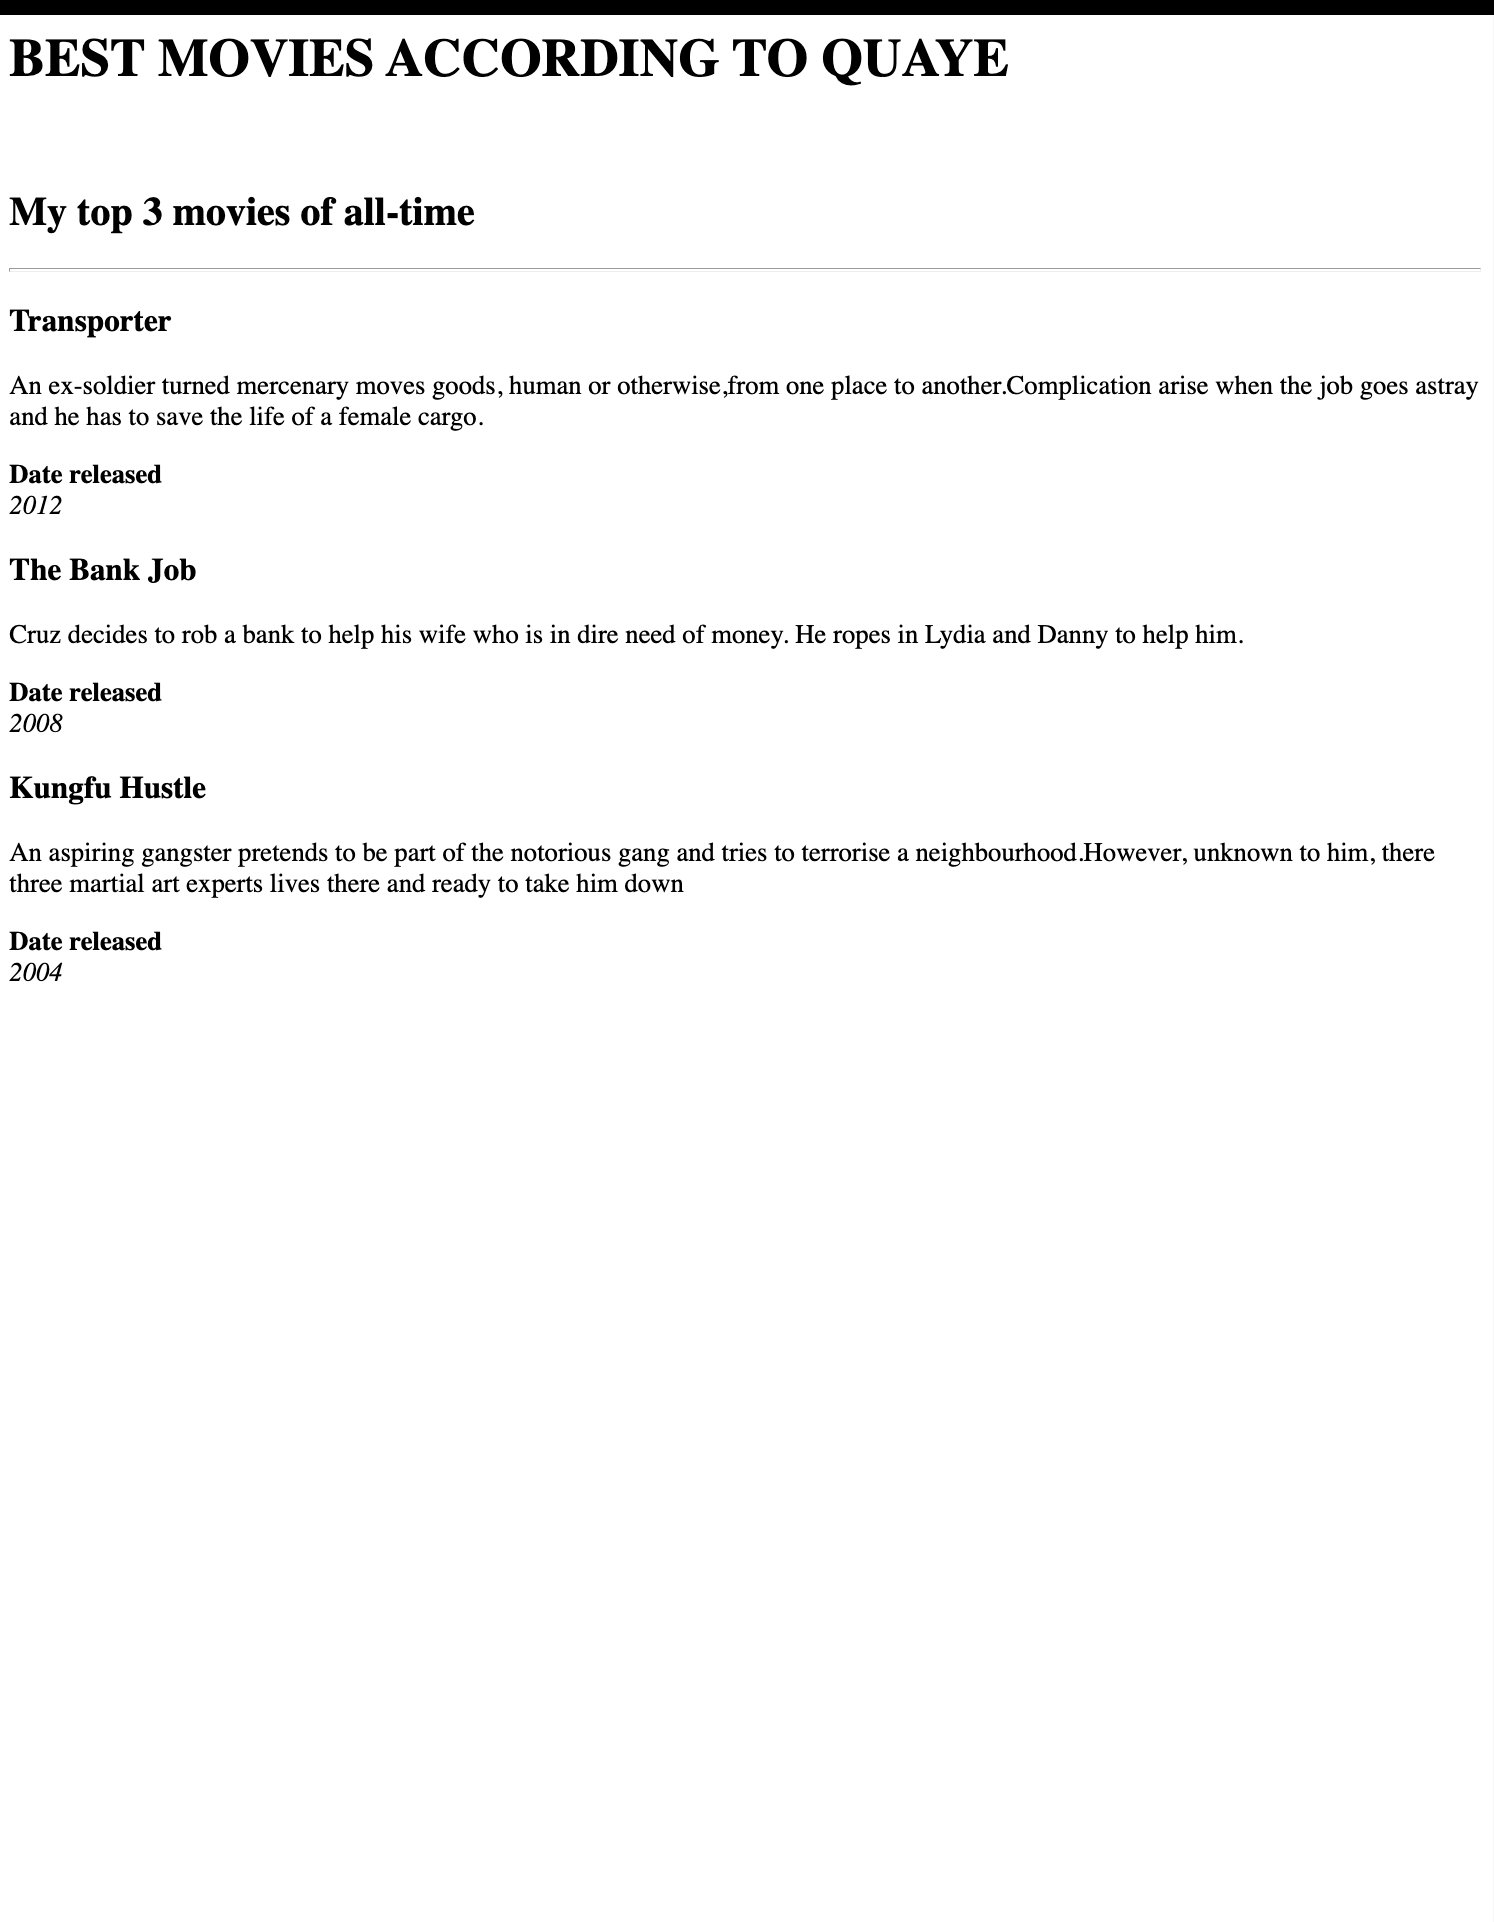 BEST MOVIES ACCORDING TO QUAYE
My top 3 movies of all-time
Transporter
An ex-soldier turned mercenary moves goods, human or otherwise,from one place to another.Complication arise when the job goes astray
and he has to save the life of a female cargo.
Date released
2012
The Bank Job
Cruz decides to rob a bank to help his wife who is in dire need of money. He ropes in Lydia and Danny to help him.
Date released
2008
Kungfu Hustle
An aspiring gangster pretends to be part of the notorious gang and tries to terrorise a neighbourhood.However, unknown to him, there
three martial art experts lives there and ready to take him down
Date released
2004